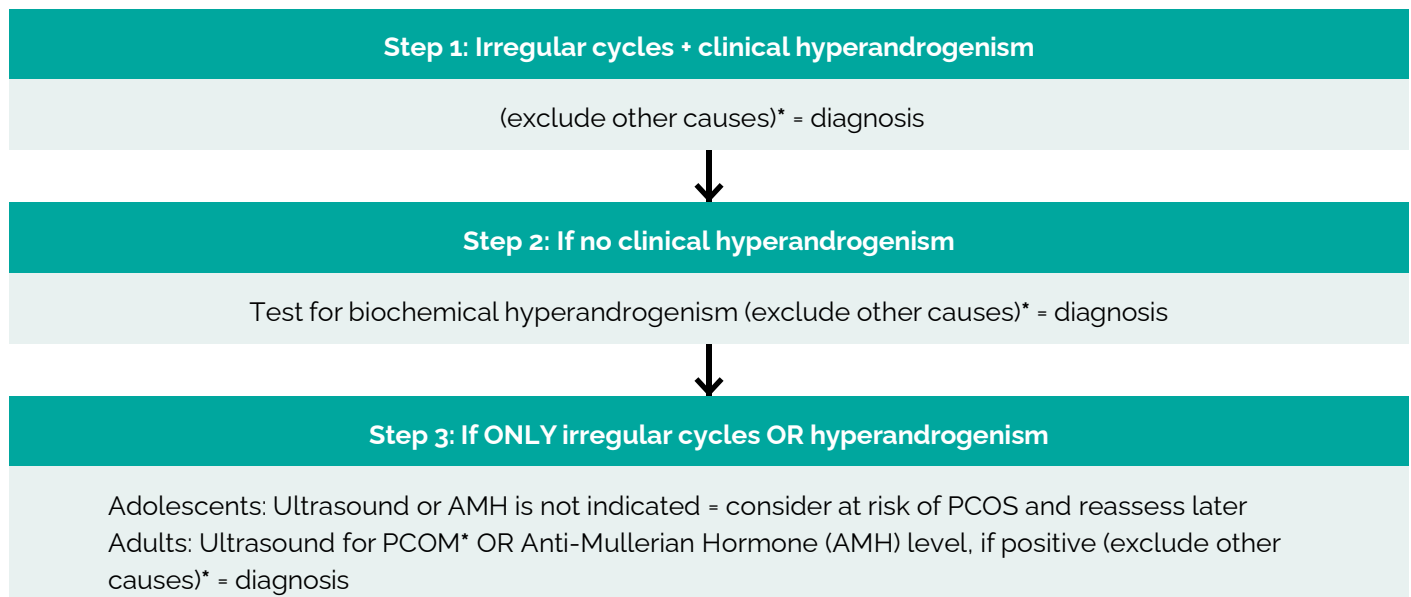 Step 1: Irregular cycles + clinical hyperandrogenism
(exclude other causes)* = diagnosis
Step 2: If no clinical hyperandrogenism
Test for biochemical hyperandrogenism (exclude other causes)* = diagnosis
Step 3: If ONLY irregular cycles OR hyperandrogenism
Adolescents: Ultrasound or AMH is not indicated = consider at risk of PCOS and reassess later
Adults: Ultrasound for PCOM* OR Anti-Mullerian Hormone (AMH) level, if positive (exclude other
causes)* = diagnosis